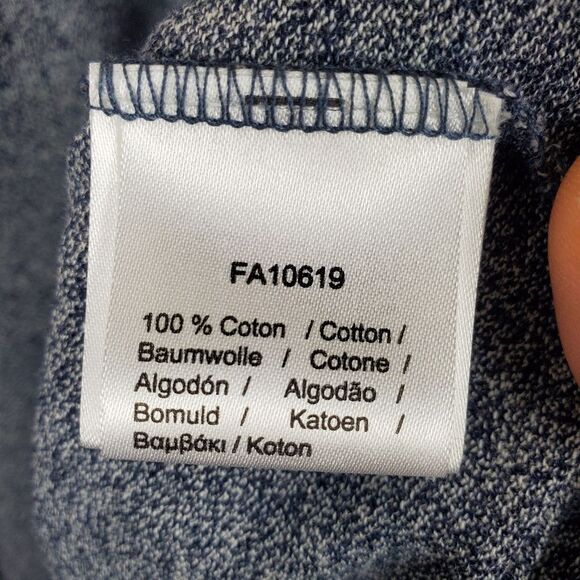 FA10619
100 % Coton / Cotton /
Baumwolle / Cotone /
Algodón / Algodão /
Bomuld / Katoen /
Βαμβάκι / Koton